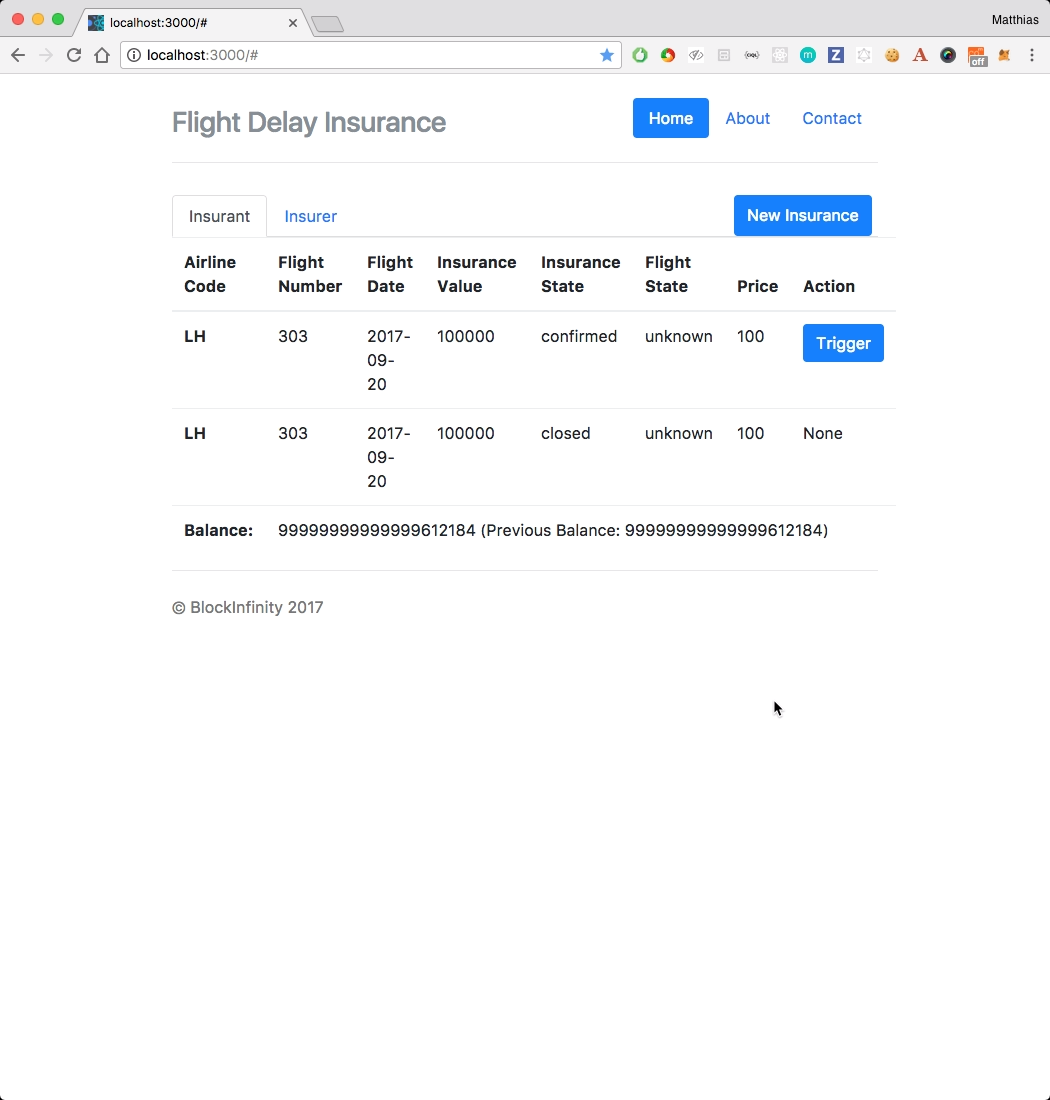 localhost:3000/#
Matthias
localhost:3000/#
off
Flight Delay Insurance
Home About Contact
Insurant Insurer New Insurance
Airline Code Flight Number Flight Date Insurance Value Insurance State Flight State Price Action
LH 303 2017-09-20 100000 confirmed unknown 100 Trigger
LH 303 2017-09-20 100000 closed unknown 100 None
Balance: 99999999999999612184 (Previous Balance: 99999999999999612184)
© BlockInfinity 2017